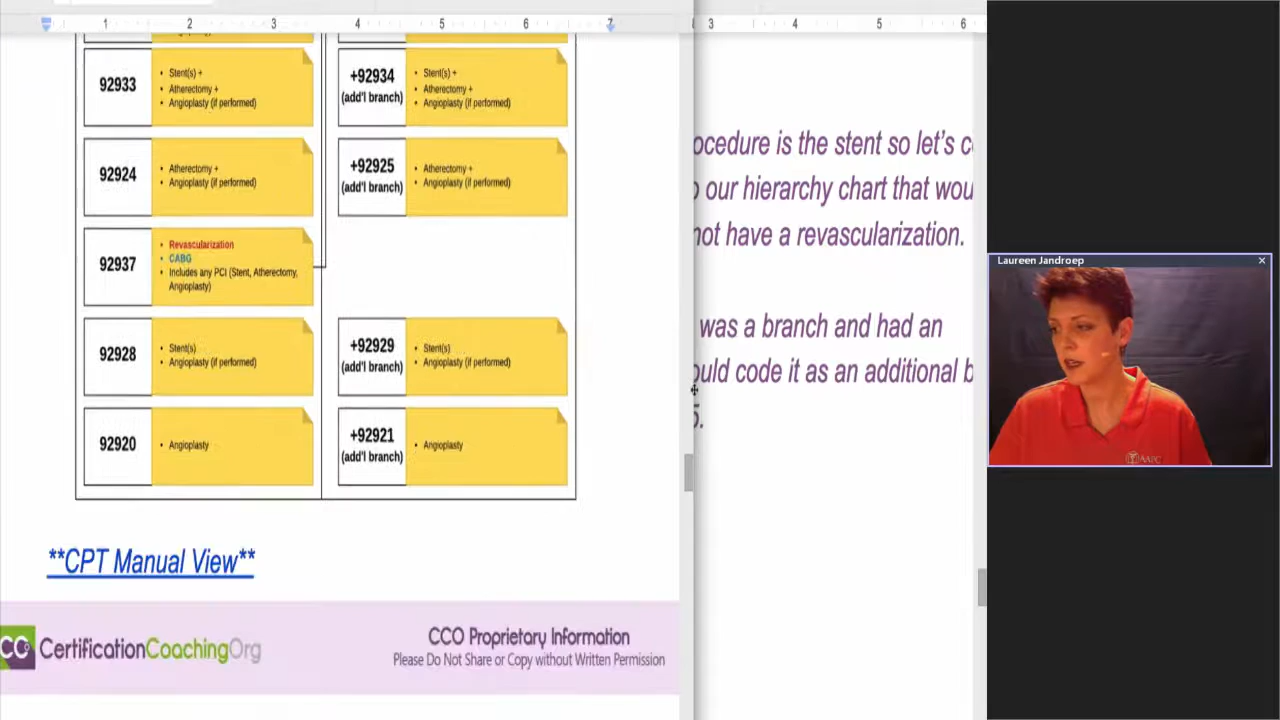 1 2 3 4 5 6 7
3 4 5 6
Laureen Jandroep
92933
Stent(s) +
Atherectomy +
Angioplasty (if performed)
+92934
(add'l branch)
Stent(s) +
Atherectomy +
Angioplasty (if performed)
92924
Atherectomy +
Angioplasty (if performed)
+92925
(add'l branch)
Atherectomy +
Angioplasty (if performed)
92937
Revascularization
CABG
Includes any PCI (Stent, Atherectomy,
Angioplasty)
92928
Stent(s)
Angioplasty (if performed)
+92929
(add'l branch)
Stent(s)
Angioplasty (if performed)
92920
Angioplasty
+92921
(add'l branch)
Angioplasty
**CPT Manual View**
CertificationCoachingOrg
CCO Proprietary Information
Please Do Not Share or Copy without Written Permission
ocedure is the stent so let's c
our hierarchy chart that wou
not have a revascularization.
was a branch and had an
ould code it as an additional b
5.
AAPC